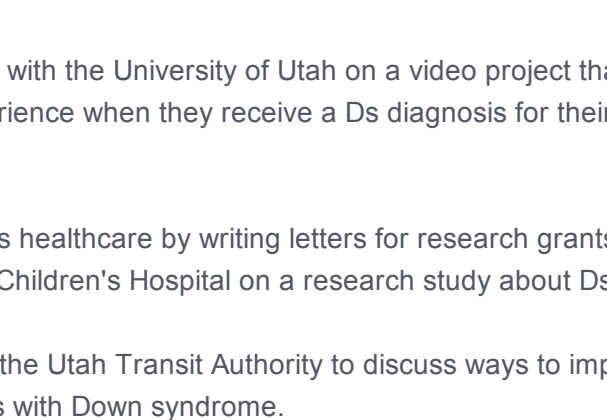 with the University of Utah on a video project tha
rience when they receive a Ds diagnosis for their
s healthcare by writing letters for research grants
Children's Hospital on a research study about Ds
the Utah Transit Authority to discuss ways to imp
s with Down syndrome.